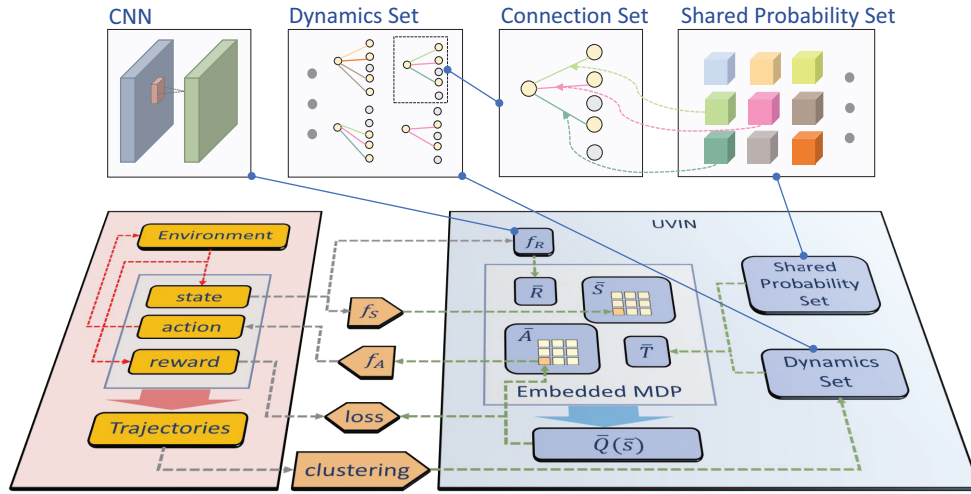 CNN
Dynamics Set
Connection Set
Shared Probability Set
UVIN
Environment
state
action
reward
Trajectories
f_S
f_A
loss
clustering
f_R
R̄
S̄
Ā
T̄
Embedded MDP
Q̄(s̄)
Shared
Probability
Set
Dynamics
Set